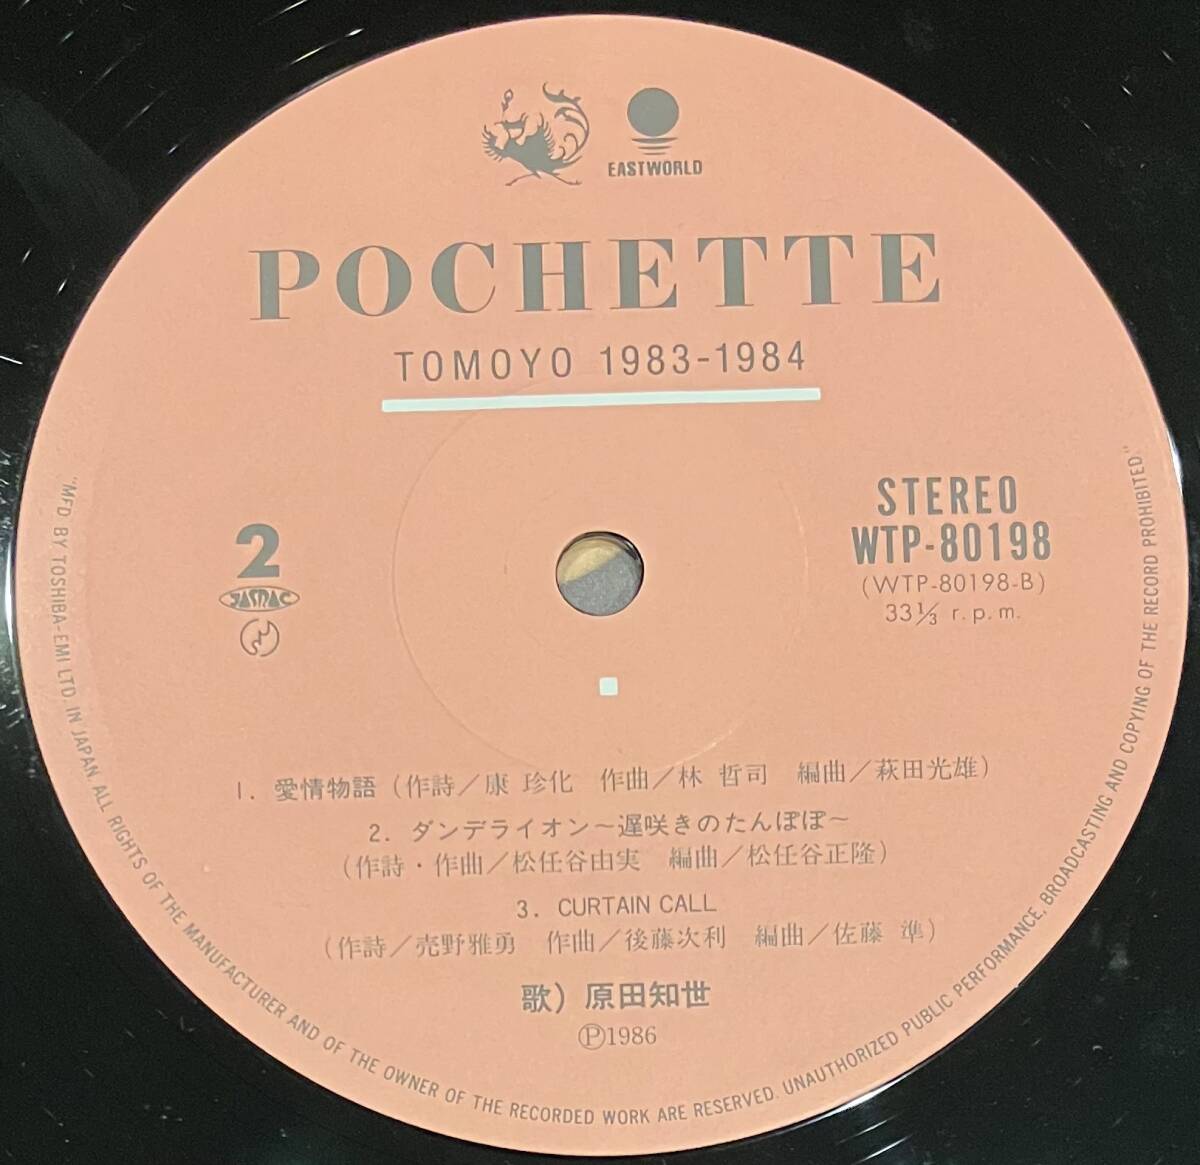 EASTWORLD
POCHETTE
TOMOYO 1983-1984
2
JASRAC
STEREO
WTP-80198
(WTP-80198-B)
33⅓ r.p.m.
1. 愛情物語 (作詩/康 珍化 作曲/林 哲司 編曲/萩田光雄)
2. ダンデライオン〜遅咲きのたんぽぽ〜
(作詩・作曲/松任谷由実 編曲/松任谷正隆)
3. CURTAIN CALL
(作詩/売野雅勇 作曲/後藤次利 編曲/佐藤 準)
歌) 原田知世
Ⓟ1986
"MFD BY TOSHIBA-EMI LTD. IN JAPAN ALL RIGHTS OF THE MANUFACTURER AND OF THE OWNER OF THE RECORDED WORK ARE RESERVED. UNAUTHORIZED PUBLIC PERFORMANCE, BROADCASTING AND COPYING OF THE RECORD PROHIBITED."